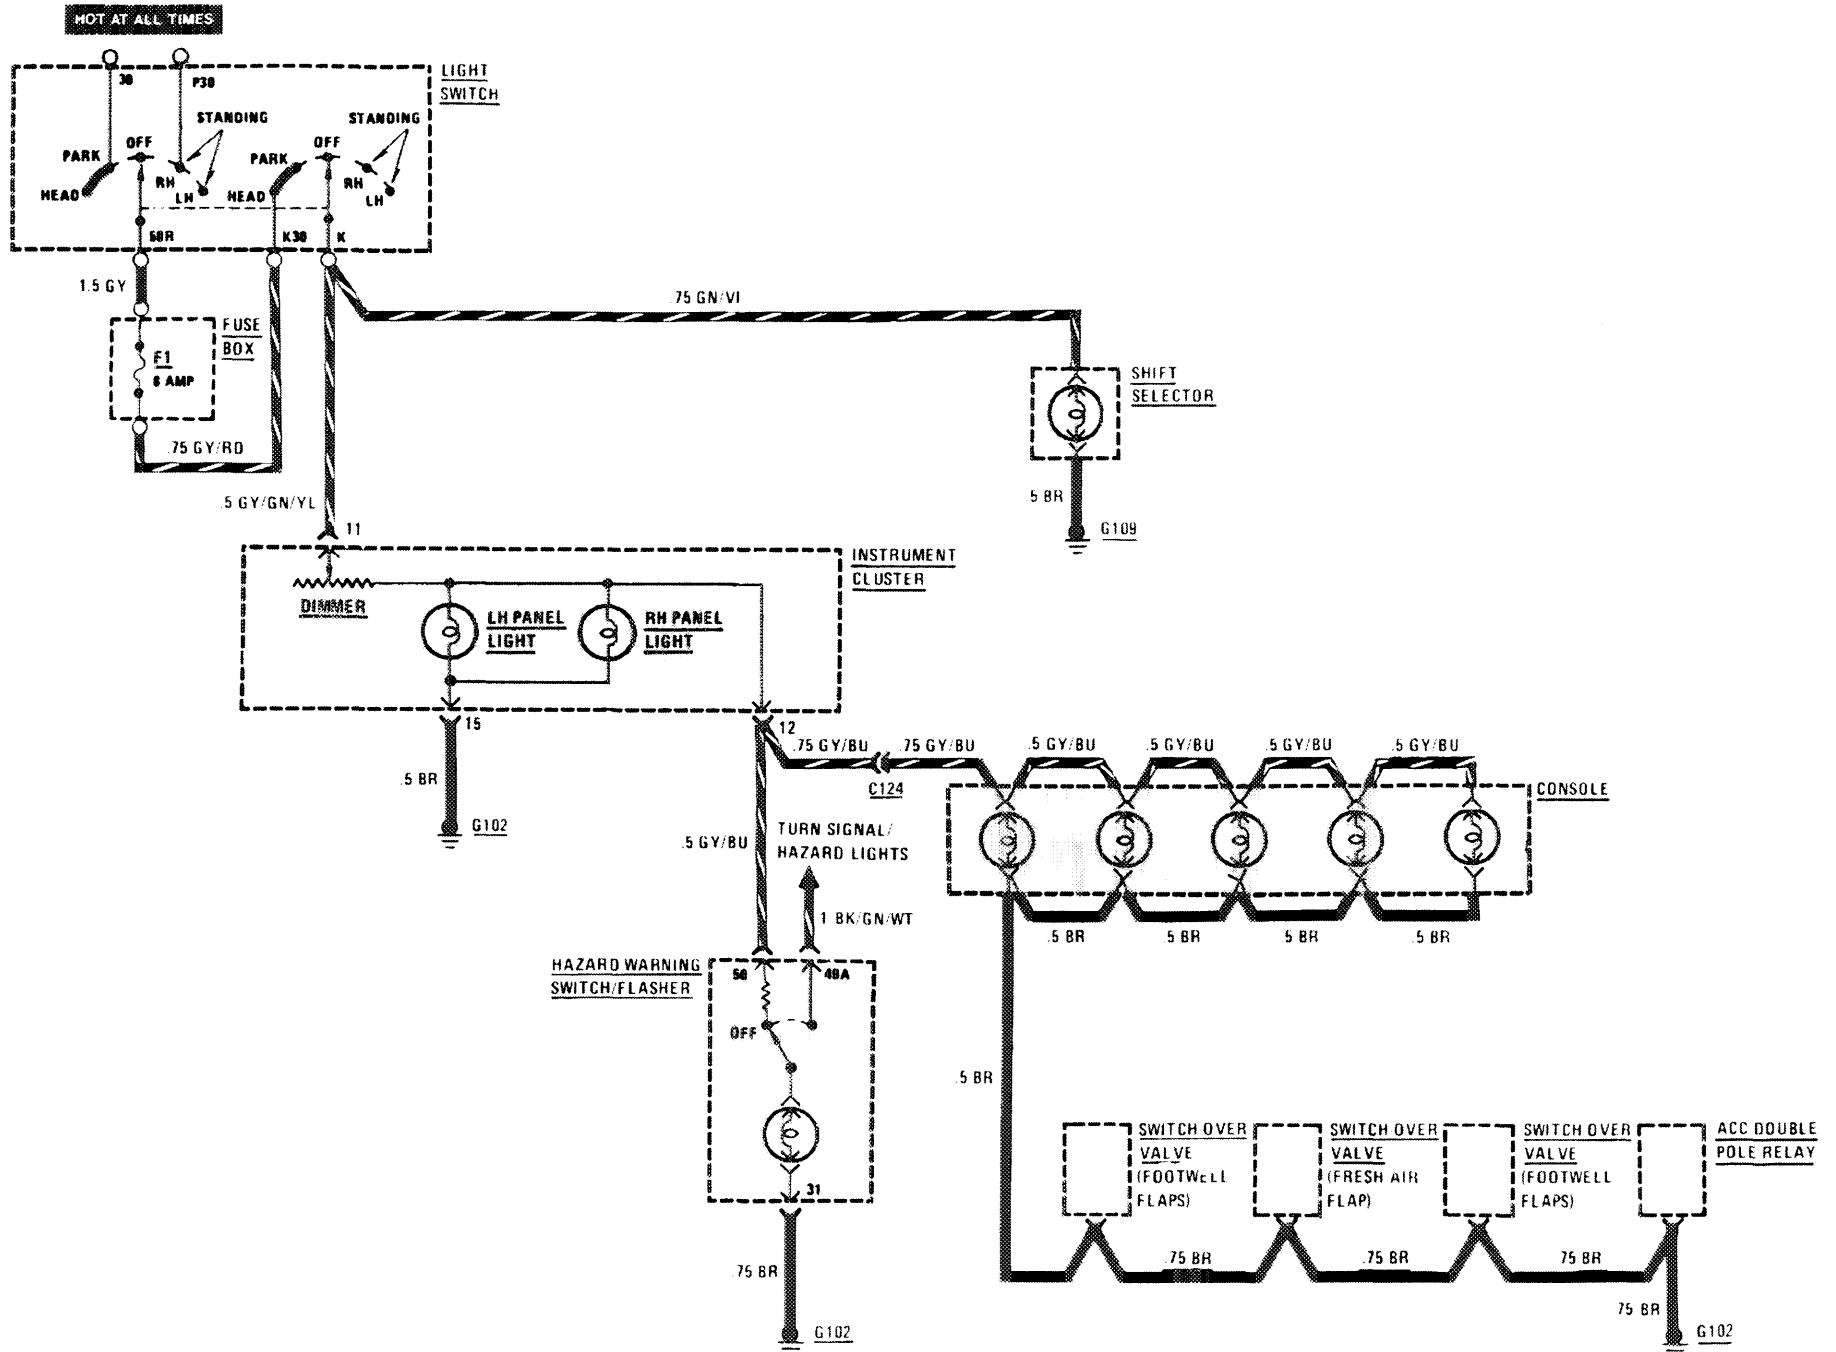 HOT AT ALL TIMES
30
P30
LIGHT
SWITCH
STANDING
STANDING
OFF
OFF
PARK
PARK
RH
RH
HEAD
LH
HEAD
LH
58R
K30
K
1.5 GY
.75 GN/VI
FUSE
BOX
F1
8 AMP
SHIFT
SELECTOR
.75 GY/RD
.5 GY/GN/YL
.5 BR
11
G109
INSTRUMENT
CLUSTER
DIMMER
LH PANEL
LIGHT
RH PANEL
LIGHT
15
12
.75 GY/BU
.75 GY/BU
.5 GY/BU
.5 GY/BU
.5 GY/BU
.5 GY/BU
.5 BR
C124
CONSOLE
G102
.5 GY/BU
TURN SIGNAL/
HAZARD LIGHTS
1 BK/GN/WT
.5 BR
.5 BR
.5 BR
.5 BR
HAZARD WARNING
SWITCH/FLASHER
58
49A
OFF
.5 BR
SWITCH OVER
VALVE
(FOOTWELL
FLAPS)
SWITCH OVER
VALVE
(FRESH AIR
FLAP)
SWITCH OVER
VALVE
(FOOTWELL
FLAPS)
ACC DOUBLE
POLE RELAY
31
.75 BR
.75 BR
.75 BR
75 BR
75 BR
G102
G102